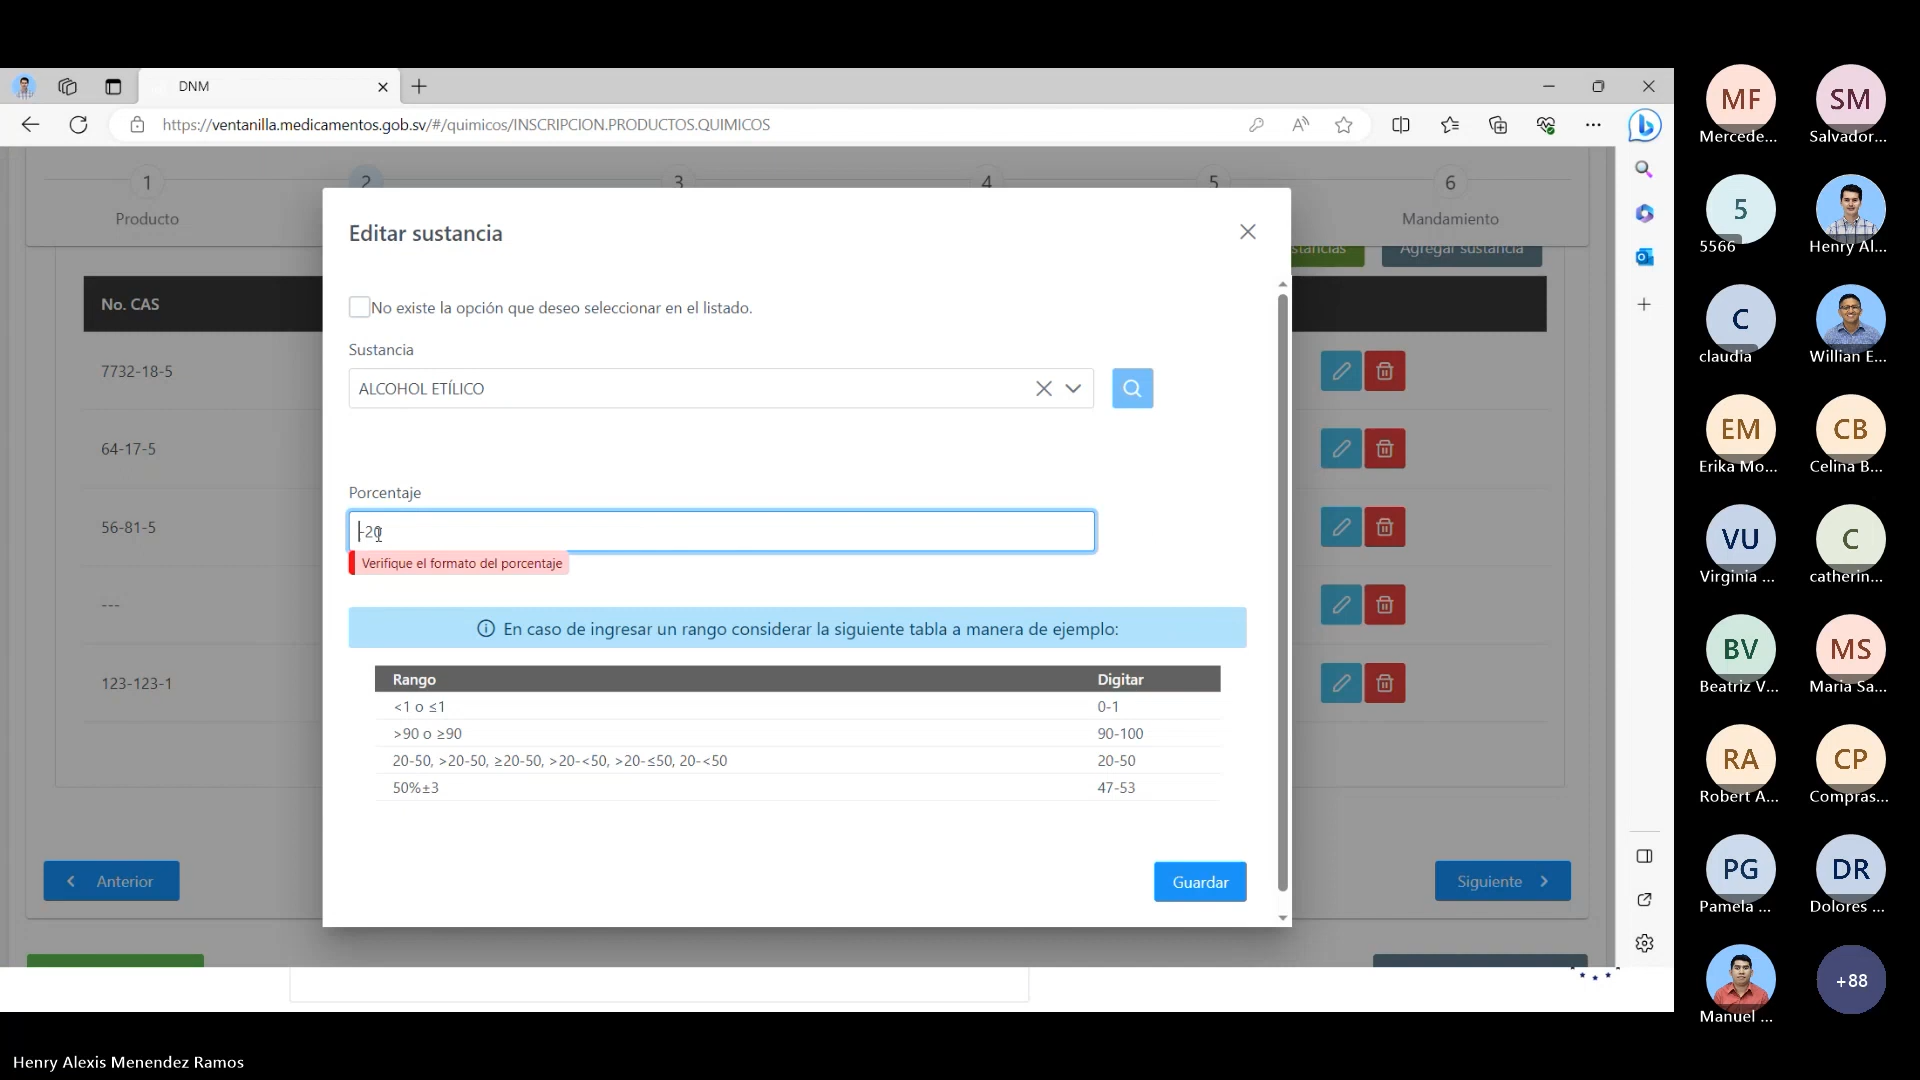 DNM
https://ventanilla.medicamentos.gob.sv/#/quimicos/INSCRIPCION.PRODUCTOS.QUIMICOS
1
2
3
4
5
6
Producto
Mandamiento
Editar sustancia
Agregar sustancia
No. CAS
No existe la opción que deseo seleccionar en el listado.
Sustancia
7732-18-5
ALCOHOL ETÍLICO
64-17-5
Porcentaje
56-81-5
-20
Verifique el formato del porcentaje
---
En caso de ingresar un rango considerar la siguiente tabla a manera de ejemplo:
123-123-1
Rango Digitar
<1 o ≤1 0-1
>90 o ≥90 90-100
20-50, >20-50, ≥20-50, >20-<50, >20-≤50, 20-<50 20-50
50%±3 47-53
Anterior
Guardar
Siguiente
MF
Mercede...
SM
Salvador...
5
5566
Henry Al...
C
claudia
Willian E...
EM
Erika Mo...
CB
Celina B...
VU
Virginia ...
C
catherin...
BV
Beatriz V...
MS
Maria Sa...
RA
Robert A...
CP
Compras...
PG
Pamela ...
DR
Dolores ...
Manuel ...
+88
Henry Alexis Menendez Ramos